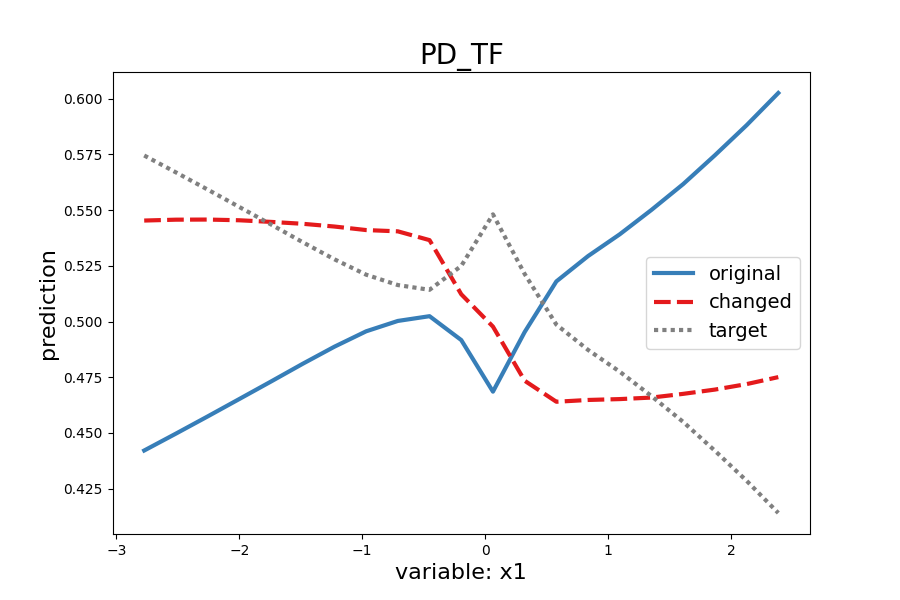 PD_TF
prediction
0.600
0.575
0.550
0.525
0.500
0.475
0.450
0.425
original
changed
target
−3 −2 −1 0 1 2
variable: x1